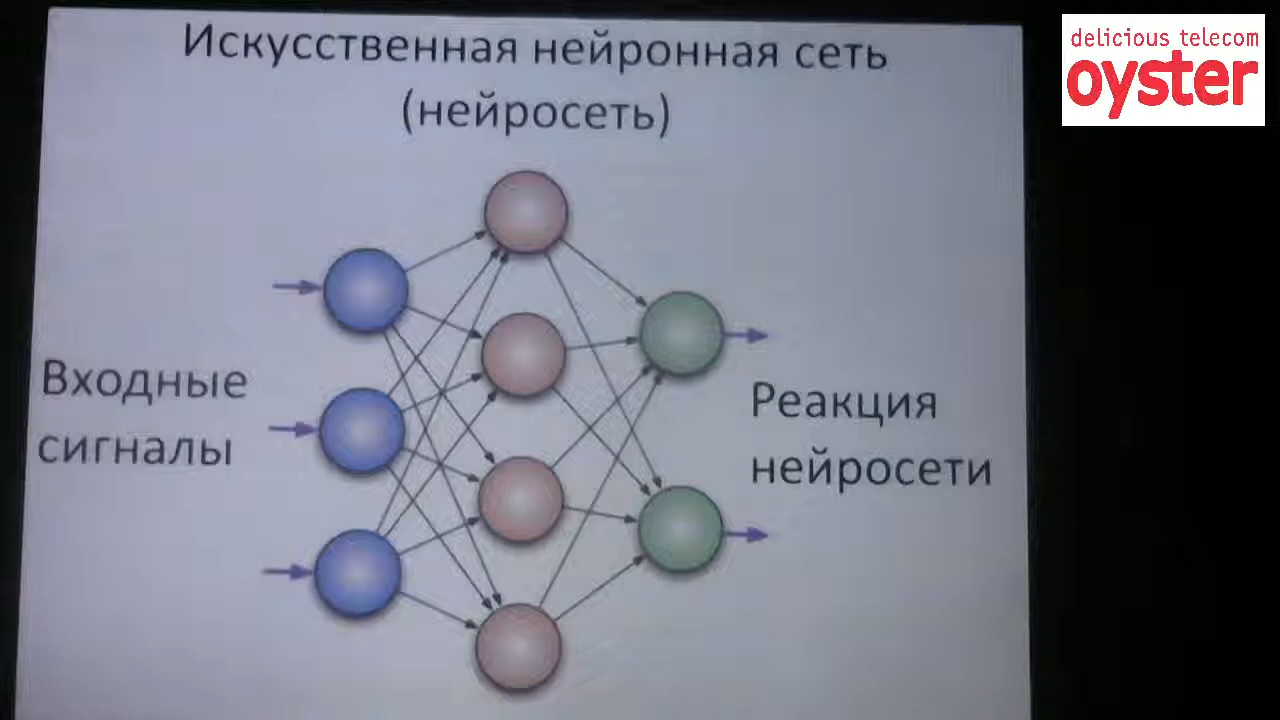 Искусственная нейронная сеть
(нейросеть)
delicious telecom
oyster
Входные
сигналы
Реакция
нейросети